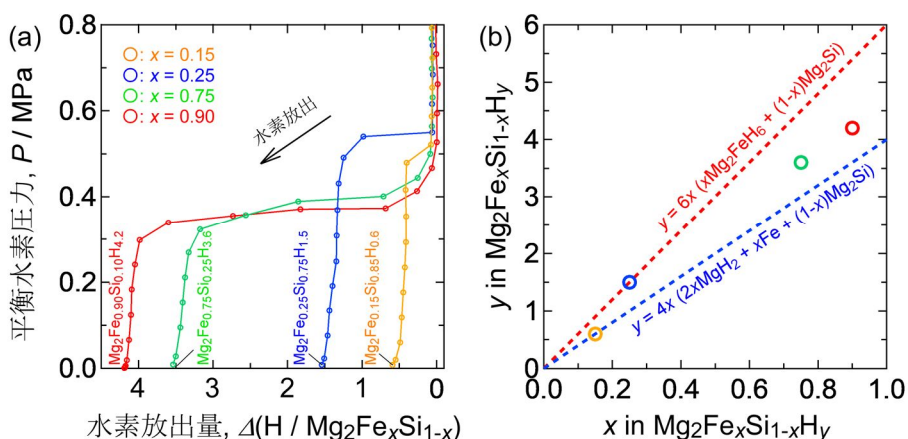 (a)
平衡水素圧力, P / MPa
0.8
0.6
0.4
0.2
0.0
○: x = 0.15
○: x = 0.25
○: x = 0.75
○: x = 0.90
水素放出
Mg2Fe0.90Si0.10H4.2
Mg2Fe0.75Si0.25H3.6
Mg2Fe0.25Si0.75H1.5
Mg2Fe0.15Si0.85H0.6
4 3 2 1 0
水素放出量, Δ(H / Mg2FexSi1-x)
(b)
y in Mg2FexSi1-xHy
6
5
4
3
2
1
0
y = 6x (xMg2FeH6 + (1-x)Mg2Si)
y = 4x (2xMgH2 + xFe + (1-x)Mg2Si)
0.0 0.2 0.4 0.6 0.8 1.0
x in Mg2FexSi1-xHy